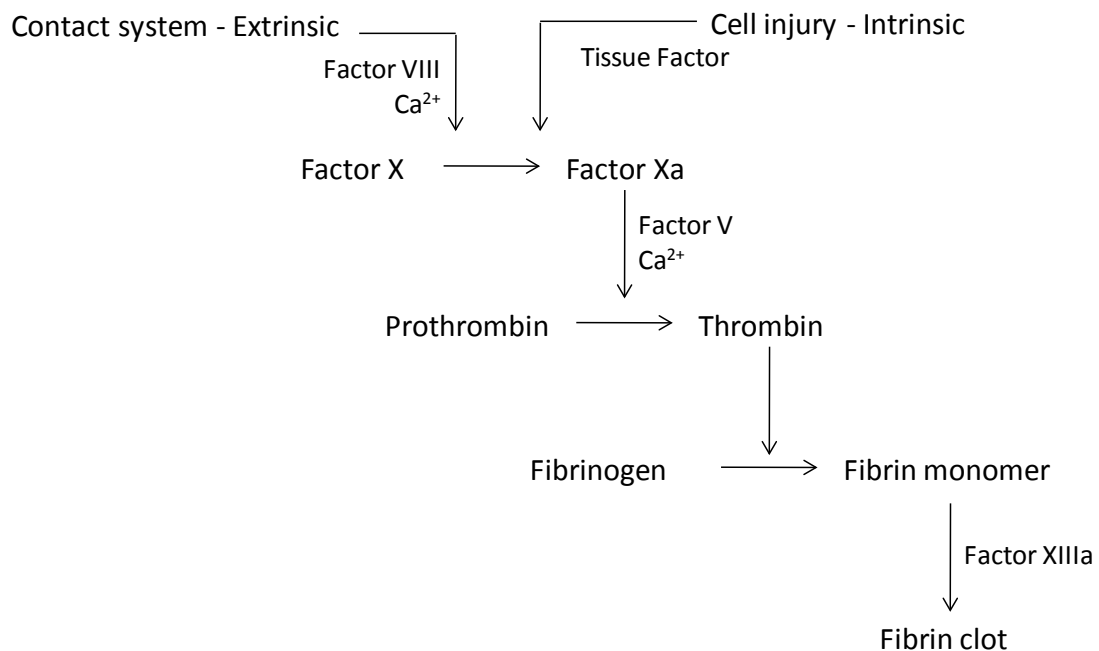 Contact system - Extrinsic
Cell injury - Intrinsic
Factor VIII
Ca²⁺
Tissue Factor
Factor X
Factor Xa
Factor V
Ca²⁺
Prothrombin
Thrombin
Fibrinogen
Fibrin monomer
Factor XIIIa
Fibrin clot